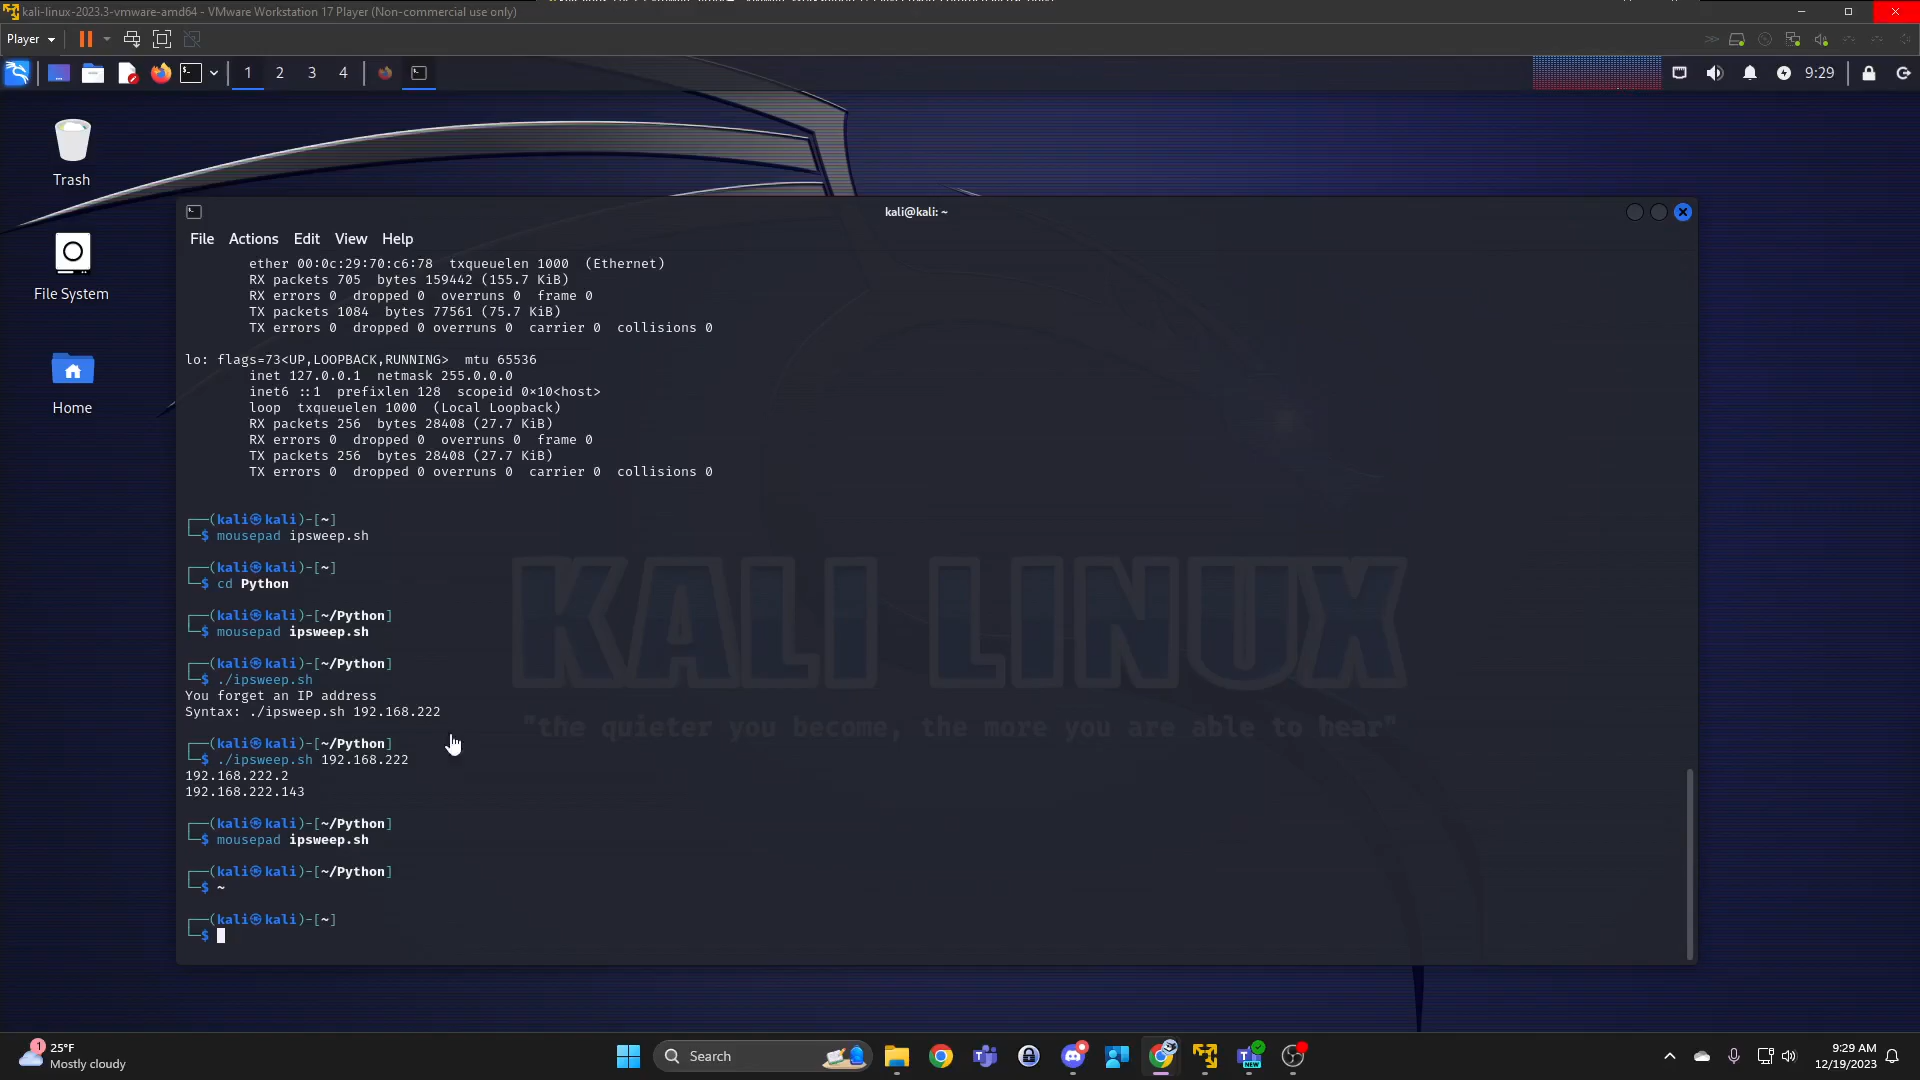 kali-linux-2023.3-vmware-amd64 - VMware Workstation 17 Player (Non-commercial use only)
Player
1 2 3 4
9:29
Trash
File System
Home
kali@kali: ~
File Actions Edit View Help
ether 00:0c:29:70:c6:78 txqueuelen 1000 (Ethernet)
RX packets 705 bytes 159442 (155.7 KiB)
RX errors 0 dropped 0 overruns 0 frame 0
TX packets 1084 bytes 77561 (75.7 KiB)
TX errors 0 dropped 0 overruns 0 carrier 0 collisions 0
lo: flags=73<UP,LOOPBACK,RUNNING> mtu 65536
inet 127.0.0.1 netmask 255.0.0.0
inet6 ::1 prefixlen 128 scopeid 0×10<host>
loop txqueuelen 1000 (Local Loopback)
RX packets 256 bytes 28408 (27.7 KiB)
RX errors 0 dropped 0 overruns 0 frame 0
TX packets 256 bytes 28408 (27.7 KiB)
TX errors 0 dropped 0 overruns 0 carrier 0 collisions 0
┌──(kali㉿kali)-[~]
└─$ mousepad ipsweep.sh
┌──(kali㉿kali)-[~]
└─$ cd Python
┌──(kali㉿kali)-[~/Python]
└─$ mousepad ipsweep.sh
┌──(kali㉿kali)-[~/Python]
└─$ ./ipsweep.sh
You forget an IP address
Syntax: ./ipsweep.sh 192.168.222
┌──(kali㉿kali)-[~/Python]
└─$ ./ipsweep.sh 192.168.222
192.168.222.2
192.168.222.143
┌──(kali㉿kali)-[~/Python]
└─$ mousepad ipsweep.sh
┌──(kali㉿kali)-[~/Python]
└─$ ~
┌──(kali㉿kali)-[~]
└─$
KALI LINUX
"the quieter you become, the more you are able to hear"
1
25°F
Mostly cloudy
Search
NEW
9:29 AM
12/19/2023